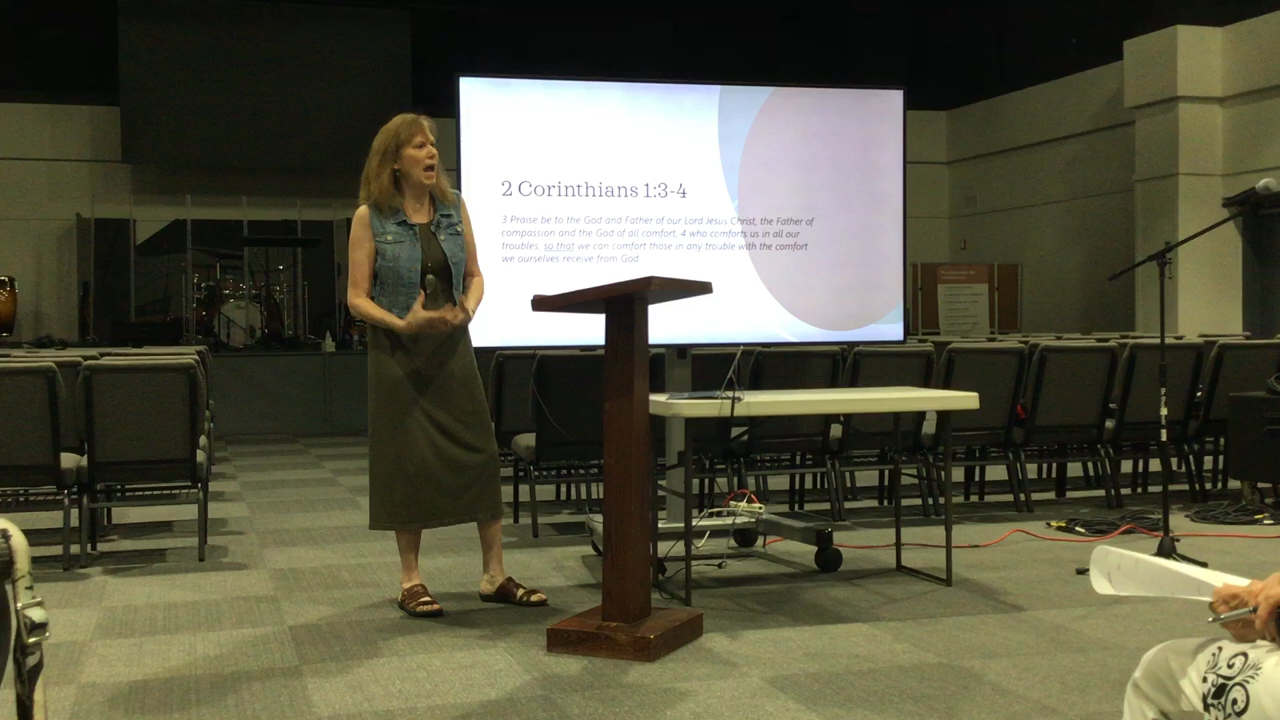 2 Corinthians 1:3-4
3 Praise be to the God and Father of our Lord Jesus Christ, the Father of
compassion and the God of all comfort, 4 who comforts us in all our
troubles, so that we can comfort those in any trouble with the comfort
we ourselves receive from God